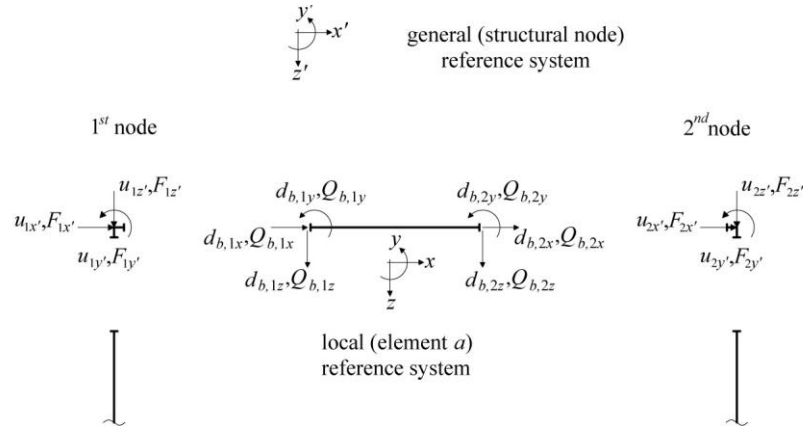 y′
x′
z′
general (structural node)
reference system
1st node
2nd node
u1z′,F1z′
u1x′,F1x′
u1y′,F1y′
db,1y,Qb,1y
db,1x,Qb,1x
db,1z,Qb,1z
y
x
z
db,2y,Qb,2y
db,2x,Qb,2x
db,2z,Qb,2z
u2z′,F2z′
u2x′,F2x′
u2y′,F2y′
local (element a)
reference system